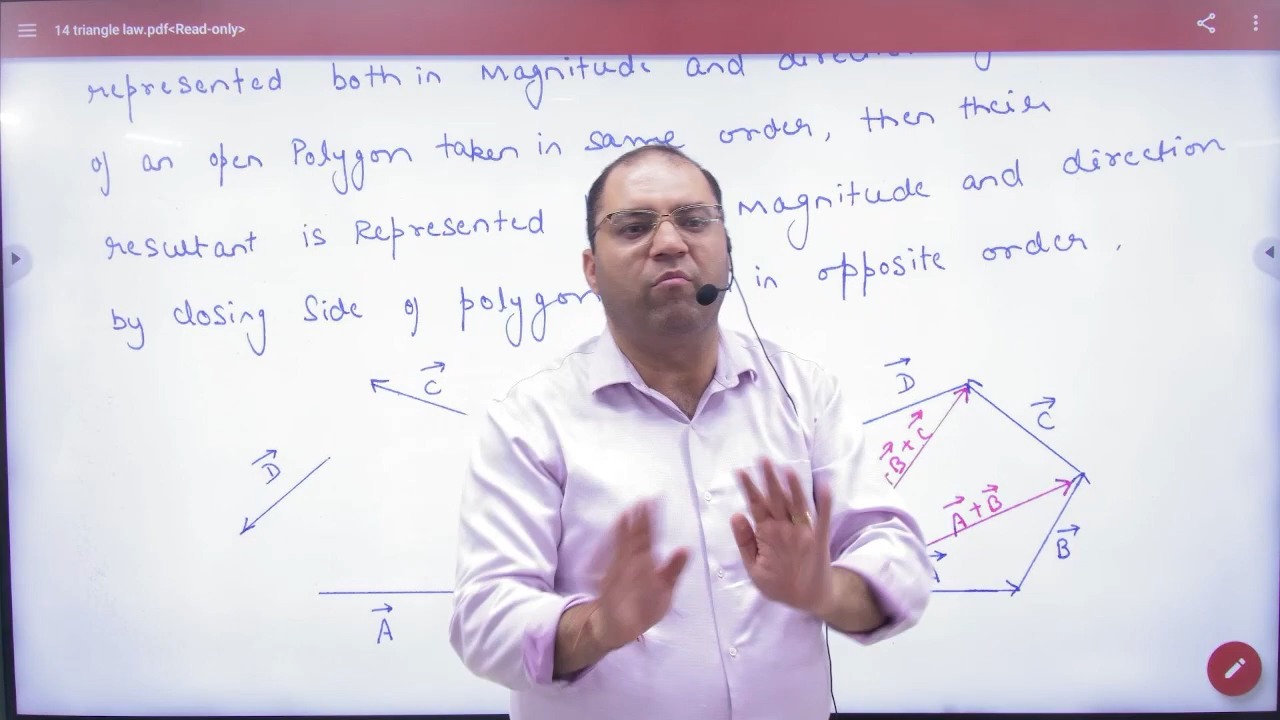 14 triangle law.pdf<Read-only>
represented both in Magnitude and
of an open Polygon taken in same order, then their
resultant is Represented Magnitude and direction
by closing side of polygon in opposite order.
C
D
A
D
B + C
C
A + B
B